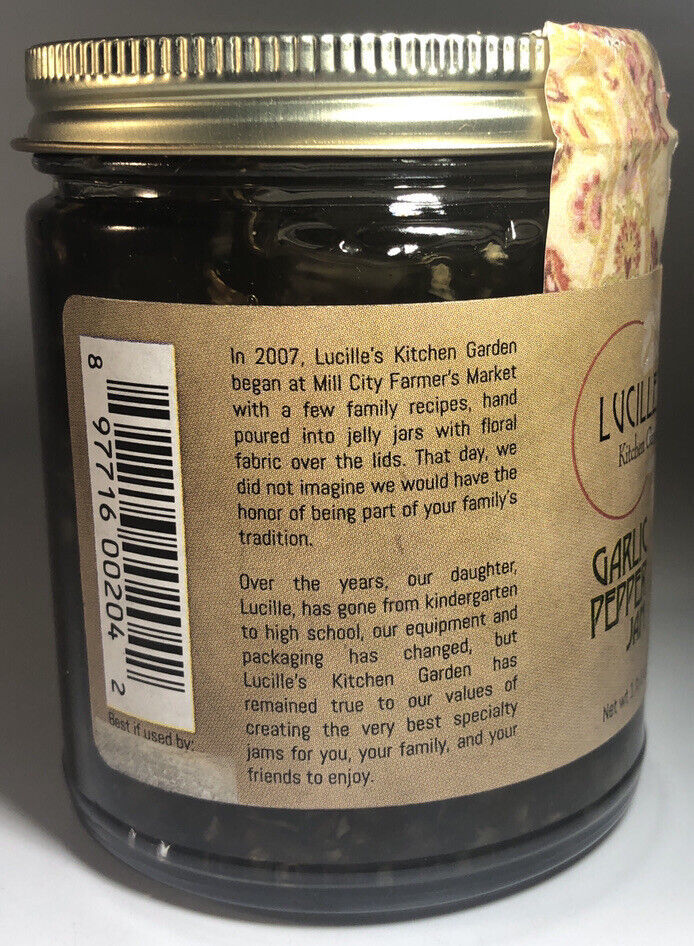 In 2007, Lucille's Kitchen Garden
began at Mill City Farmer's Market
with a few family recipes, hand
poured into jelly jars with floral
fabric over the lids. That day, we
did not imagine we would have the
honor of being part of your family's
tradition.
Over the years, our daughter,
Lucille, has gone from kindergarten
to high school, our equipment and
packaging has changed, but
Lucille's Kitchen Garden has
remained true to our values of
creating the very best specialty
jams for you, your family, and your
friends to enjoy.
8 97716 00204 2
Best if used by:
LUCILLE
Kitchen
GARLIC
PEPPER
JAM
Net wt